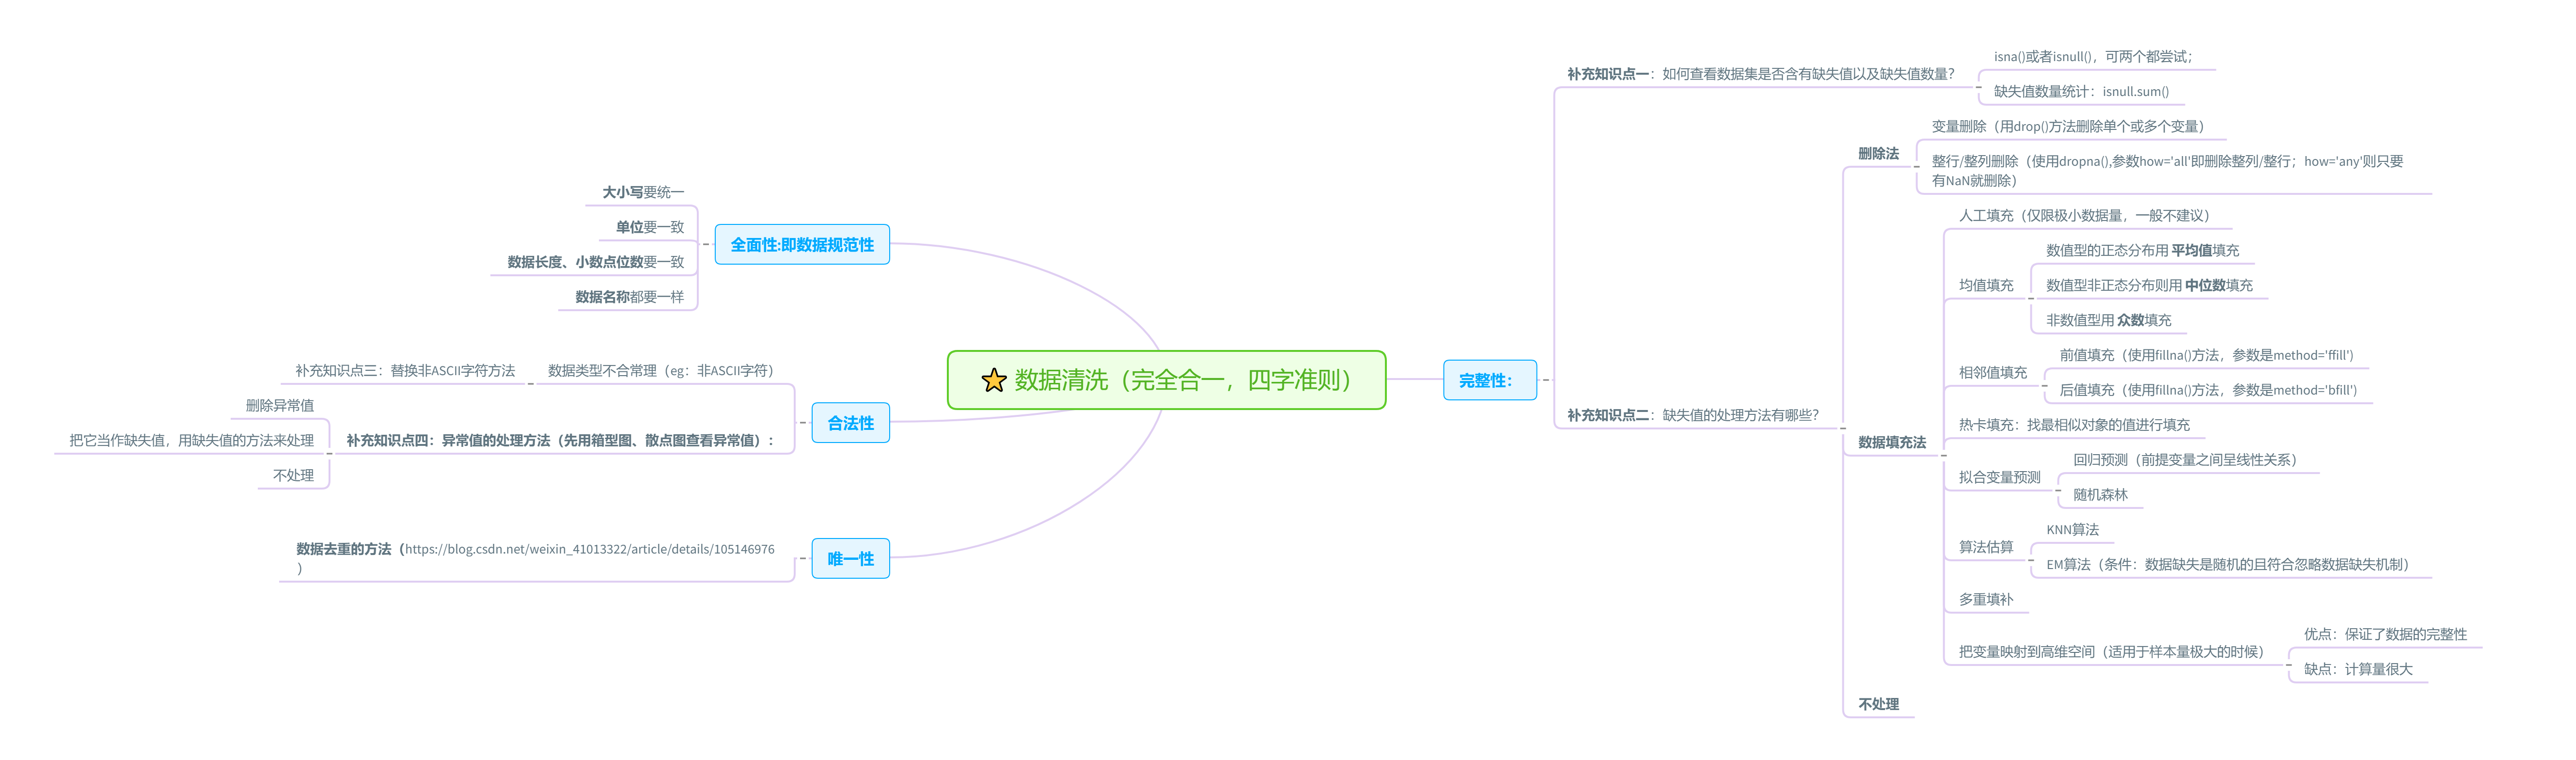 数据清洗（完全合一，四字准则）
完整性：
补充知识点一：如何查看数据集是否含有缺失值以及缺失值数量？
isna()或者isnull()，可两个都尝试；
缺失值数量统计：isnull.sum()
补充知识点二：缺失值的处理方法有哪些？
删除法
变量删除（用drop()方法删除单个或多个变量）
整行/整列删除（使用dropna(),参数how='all'即删除整列/整行；how='any'则只要
有NaN就删除）
数据填充法
人工填充（仅限极小数据量，一般不建议）
均值填充
数值型的正态分布用 平均值填充
数值型非正态分布则用 中位数填充
非数值型用 众数填充
相邻值填充
前值填充（使用fillna()方法，参数是method='ffill'）
后值填充（使用fillna()方法，参数是method='bfill'）
热卡填充：找最相似对象的值进行填充
拟合变量预测
回归预测（前提变量之间呈线性关系）
随机森林
算法估算
KNN算法
EM算法（条件：数据缺失是随机的且符合忽略数据缺失机制）
多重填补
把变量映射到高维空间（适用于样本量极大的时候）
优点：保证了数据的完整性
缺点：计算量很大
不处理
全面性:即数据规范性
大小写要统一
单位要一致
数据长度、小数点位数要一致
数据名称都要一样
合法性
数据类型不合常理（eg：非ASCII字符）
补充知识点三：替换非ASCII字符方法
补充知识点四：异常值的处理方法（先用箱型图、散点图查看异常值）：
删除异常值
把它当作缺失值，用缺失值的方法来处理
不处理
唯一性
数据去重的方法（https://blog.csdn.net/weixin_41013322/article/details/105146976
）